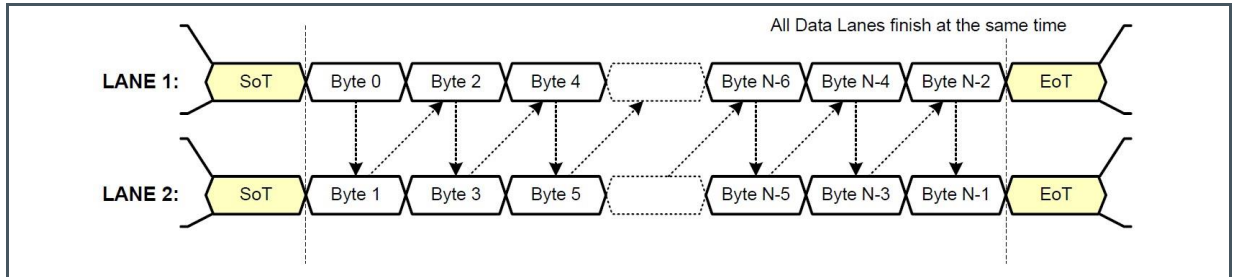 All Data Lanes finish at the same time
LANE 1: SoT Byte 0 Byte 2 Byte 4 Byte N-6 Byte N-4 Byte N-2 EoT
LANE 2: SoT Byte 1 Byte 3 Byte 5 Byte N-5 Byte N-3 Byte N-1 EoT